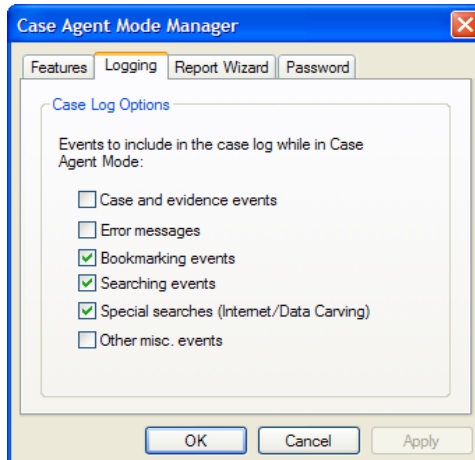 Case Agent Mode Manager
Features Logging Report Wizard Password
Case Log Options
Events to include in the case log while in Case
Agent Mode:
Case and evidence events
Error messages
Bookmarking events
Searching events
Special searches (Internet/Data Carving)
Other misc. events
OK Cancel Apply